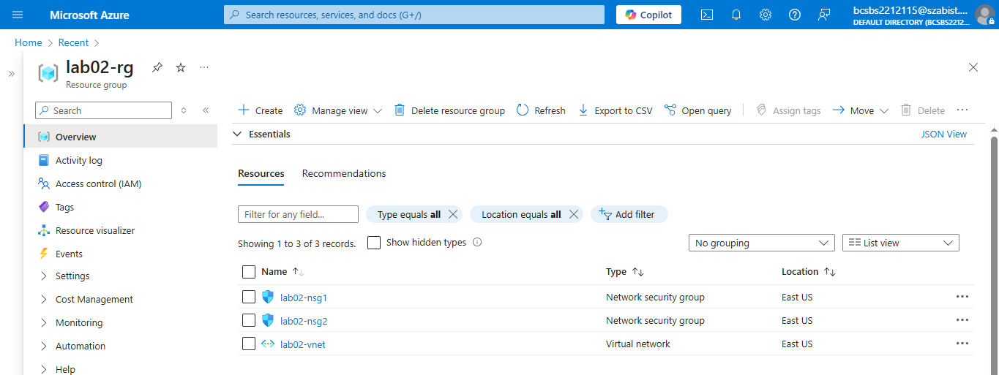 Microsoft Azure
Search resources, services, and docs (G+/)
Copilot
bcsbs2212115@szabist....
DEFAULT DIRECTORY (BCSBS2212...
Home > Recent >
lab02-rg
Resource group
Search
Create
Manage view
Delete resource group
Refresh
Export to CSV
Open query
Assign tags
Move
Delete
Overview
Activity log
Access control (IAM)
Tags
Resource visualizer
Events
Settings
Cost Management
Monitoring
Automation
Help
Essentials
JSON View
Resources
Recommendations
Filter for any field...
Type equals all
Location equals all
Add filter
Showing 1 to 3 of 3 records.
Show hidden types
No grouping
List view
Name
Type
Location
lab02-nsg1
Network security group
East US
lab02-nsg2
Network security group
East US
lab02-vnet
Virtual network
East US